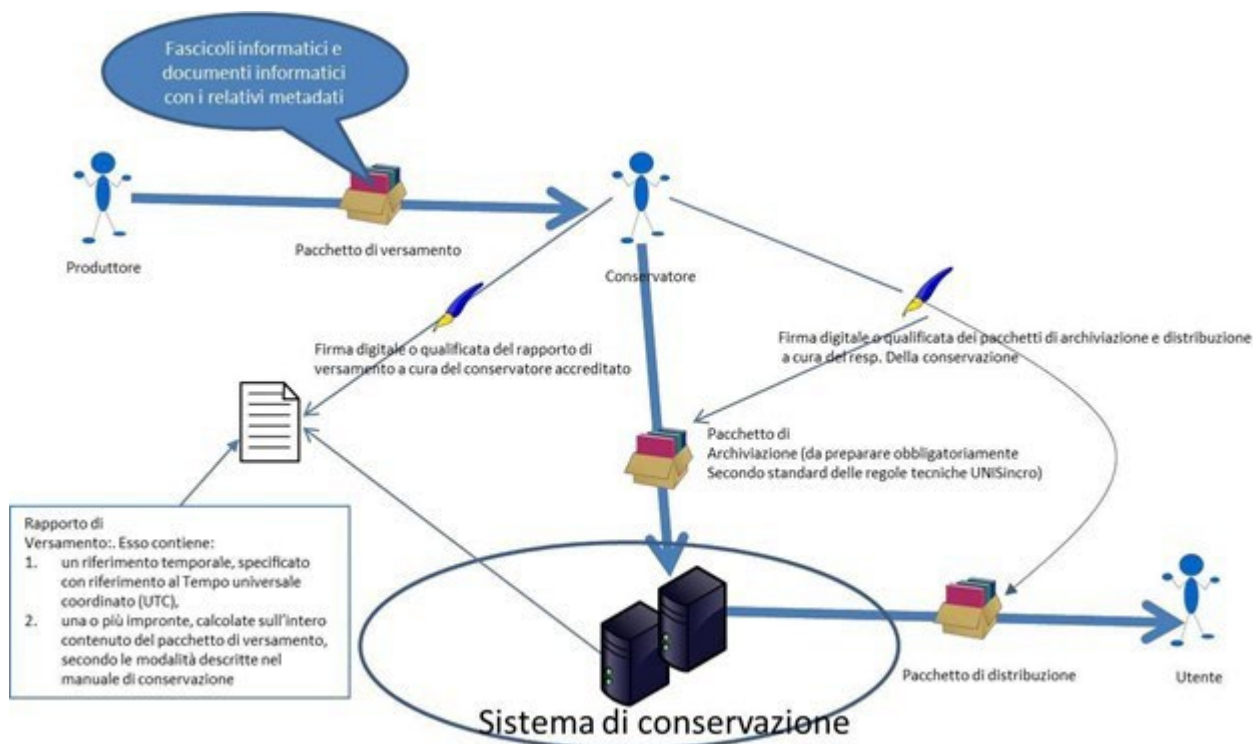 Fascicoli informatici e
documenti informatici
con i relativi metadati
Produttore
Pacchetto di versamento
Conservatore
Firma digitale o qualificata del rapporto di
versamento a cura del conservatore accreditato
Firma digitale o qualificata dei pacchetti di archiviazione e distribuzione
a cura del resp. Della conservazione
Pacchetto di
Archiviazione (da preparare obbligatoriamente
Secondo standard delle regole tecniche UNISincro)
Rapporto di
Versamento:. Esso contiene:
1. un riferimento temporale, specificato
con riferimento al Tempo universale
coordinato (UTC),
2. una o più impronte, calcolate sull'intero
contenuto del pacchetto di versamento,
secondo le modalità descritte nel
manuale di conservazione
Pacchetto di distribuzione
Utente
Sistema di conservazione